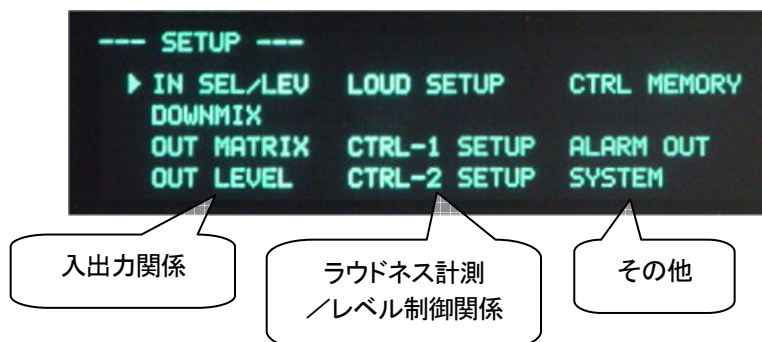 --- SETUP ---
▶ IN SEL/LEV LOUD SETUP CTRL MEMORY
DOWNMIX
OUT MATRIX CTRL-1 SETUP ALARM OUT
OUT LEVEL CTRL-2 SETUP SYSTEM
入出力関係
ラウドネス計測
／レベル制御関係
その他